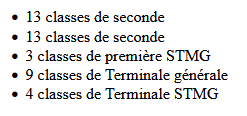 • 13 classes de seconde
• 13 classes de seconde
• 3 classes de première STMG
• 9 classes de Terminale générale
• 4 classes de Terminale STMG